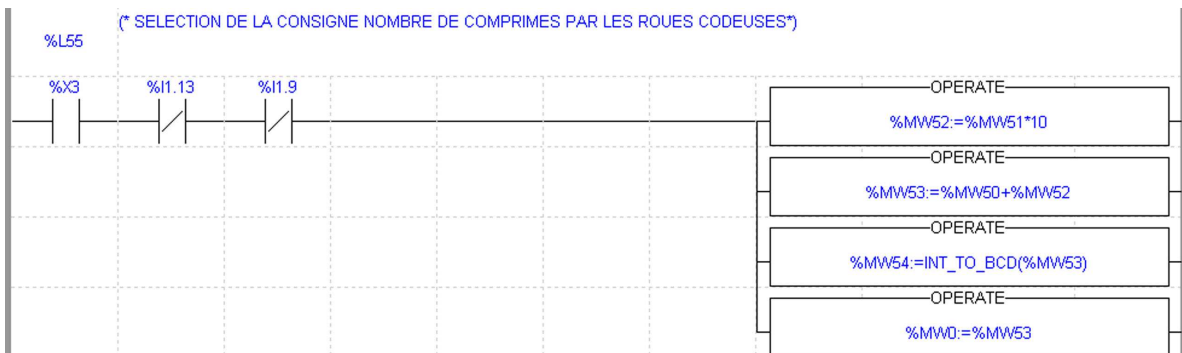 (* SELECTION DE LA CONSIGNE NOMBRE DE COMPRIMES PAR LES ROUES CODEUSES*)
%L55
%X3 %I1.13 %I1.9
OPERATE
%MW52:=%MW51*10
OPERATE
%MW53:=%MW50+%MW52
OPERATE
%MW54:=INT_TO_BCD(%MW53)
OPERATE
%MW0:=%MW53